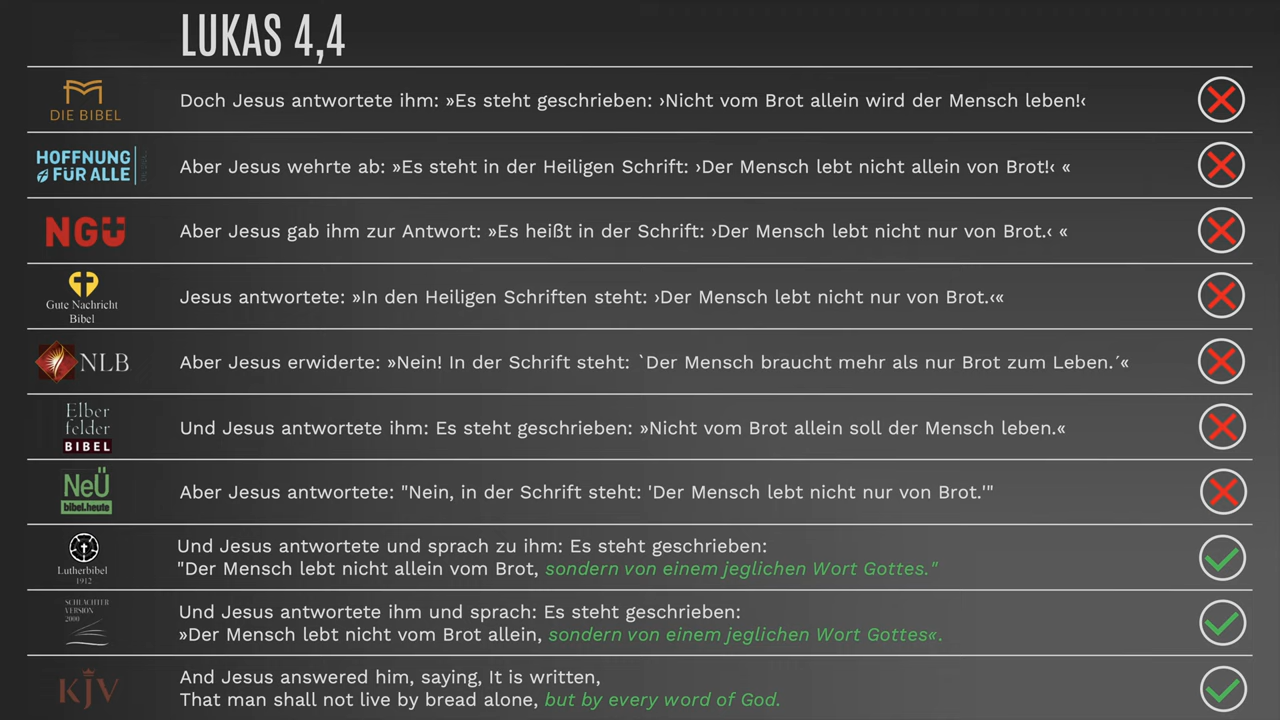 LUKAS 4,4
DIE BIBEL
Doch Jesus antwortete ihm: »Es steht geschrieben: ›Nicht vom Brot allein wird der Mensch leben!‹
HOFFNUNG
FÜR ALLE
Aber Jesus wehrte ab: »Es steht in der Heiligen Schrift: ›Der Mensch lebt nicht allein von Brot!‹ «
NGÜ
Aber Jesus gab ihm zur Antwort: »Es heißt in der Schrift: ›Der Mensch lebt nicht nur von Brot.‹ «
Gute Nachricht
Bibel
Jesus antwortete: »In den Heiligen Schriften steht: ›Der Mensch lebt nicht nur von Brot.‹«
NLB
Aber Jesus erwiderte: »Nein! In der Schrift steht: `Der Mensch braucht mehr als nur Brot zum Leben.´«
Elber
felder
BIBEL
Und Jesus antwortete ihm: Es steht geschrieben: »Nicht vom Brot allein soll der Mensch leben.«
NeÜ
bibel.heute
Aber Jesus antwortete: "Nein, in der Schrift steht: 'Der Mensch lebt nicht nur von Brot.'"
Lutherbibel
1912
Und Jesus antwortete und sprach zu ihm: Es steht geschrieben:
"Der Mensch lebt nicht allein vom Brot, sondern von einem jeglichen Wort Gottes."
SCHLACHTER
VERSION
2000
Und Jesus antwortete ihm und sprach: Es steht geschrieben:
»Der Mensch lebt nicht vom Brot allein, sondern von einem jeglichen Wort Gottes«.
KJV
And Jesus answered him, saying, It is written,
That man shall not live by bread alone, but by every word of God.